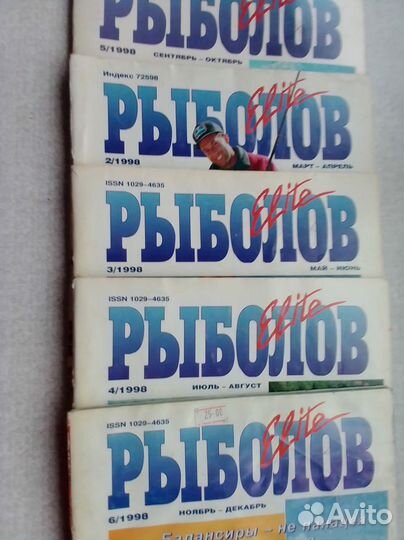 РЫБОЛОВ
Elite
5/1998
СЕНТЯБРЬ – ОКТЯБРЬ
Индекс 72598
РЫБОЛОВ
Elite
2/1998
МАРТ – АПРЕЛЬ
ISSN 1029-4635
РЫБОЛОВ
Elite
3/1998
МАЙ – ИЮНЬ
ISSN 1029-4635
РЫБОЛОВ
Elite
4/1998
ИЮЛЬ – АВГУСТ
ISSN 1029-4635
РЫБОЛОВ
Elite
6/1998
НОЯБРЬ – ДЕКАБРЬ
Балансиры – не
Avito